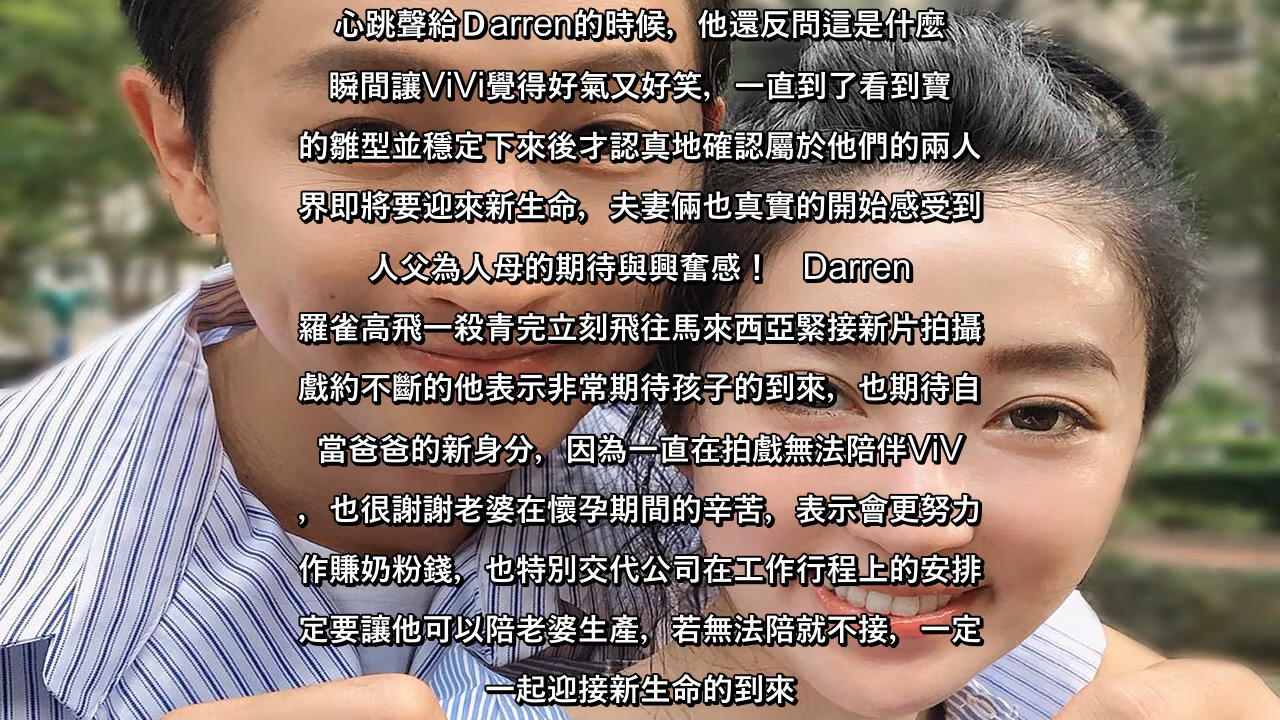 心跳聲給Darren的時候，他還反問這是什麼
瞬間讓ViVi覺得好氣又好笑，一直到了看到寶
的雛型並穩定下來後才認真地確認屬於他們的兩人
界即將要迎來新生命，夫妻倆也真實的開始感受到
人父為人母的期待與興奮感！ Darren
羅雀高飛一殺青完立刻飛往馬來西亞緊接新片拍攝
戲約不斷的他表示非常期待孩子的到來，也期待自
當爸爸的新身分，因為一直在拍戲無法陪伴ViV
，也很謝謝老婆在懷孕期間的辛苦，表示會更努力
作賺奶粉錢，也特別交代公司在工作行程上的安排
定要讓他可以陪老婆生產，若無法陪就不接，一定
一起迎接新生命的到來